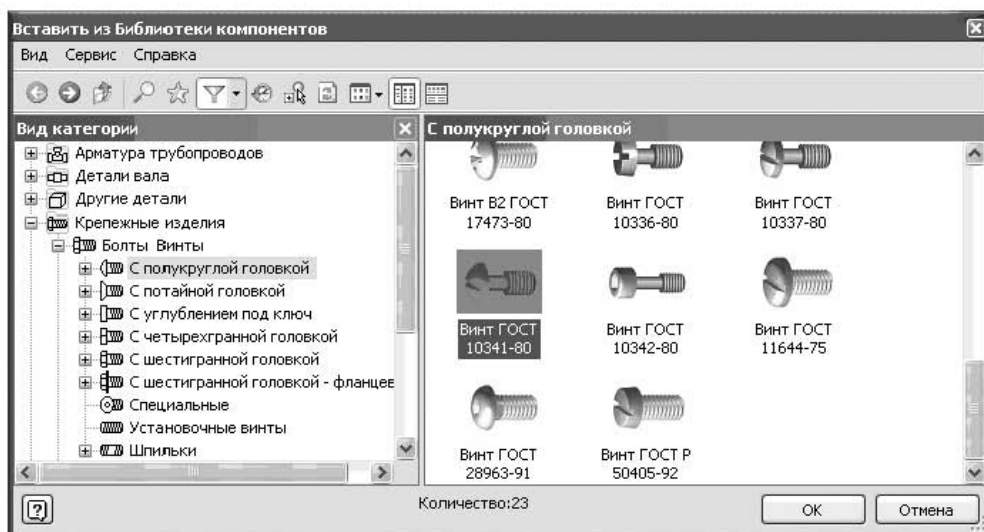 Вставить из Библиотеки компонентов
Вид Сервис Справка
Вид категории
Арматура трубопроводов
Детали вала
Другие детали
Крепежные изделия
Болты Винты
С полукруглой головкой
С потайной головкой
С углублением под ключ
С четырехгранной головкой
С шестигранной головкой
С шестигранной головкой - фланцев
Специальные
Установочные винты
Шпильки
С полукруглой головкой
Винт В2 ГОСТ
17473-80
Винт ГОСТ
10336-80
Винт ГОСТ
10337-80
Винт ГОСТ
10341-80
Винт ГОСТ
10342-80
Винт ГОСТ
11644-75
Винт ГОСТ
28963-91
Винт ГОСТ Р
50405-92
Количество:23
ОК
Отмена